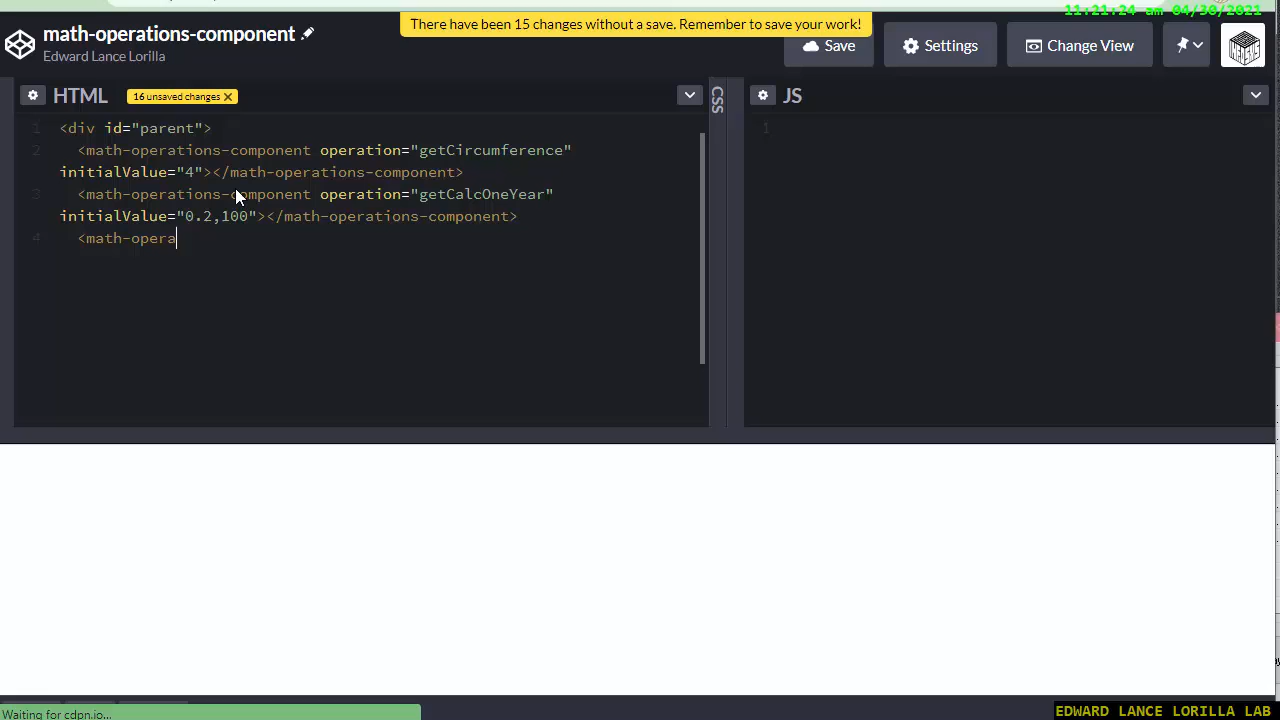 11:21:24 am 04/30/2021
There have been 15 changes without a save. Remember to save your work!
math-operations-component
Edward Lance Lorilla
Save
Settings
Change View
HTML
16 unsaved changes
CSS
JS
1 <div id="parent">
2 <math-operations-component operation="getCircumference"
initialValue="4"></math-operations-component>
3 <math-operations-component operation="getCalcOneYear"
initialValue="0.2,100"></math-operations-component>
4 <math-opera
1
Waiting for cdpn.io...
EDWARD LANCE LORILLA LAB